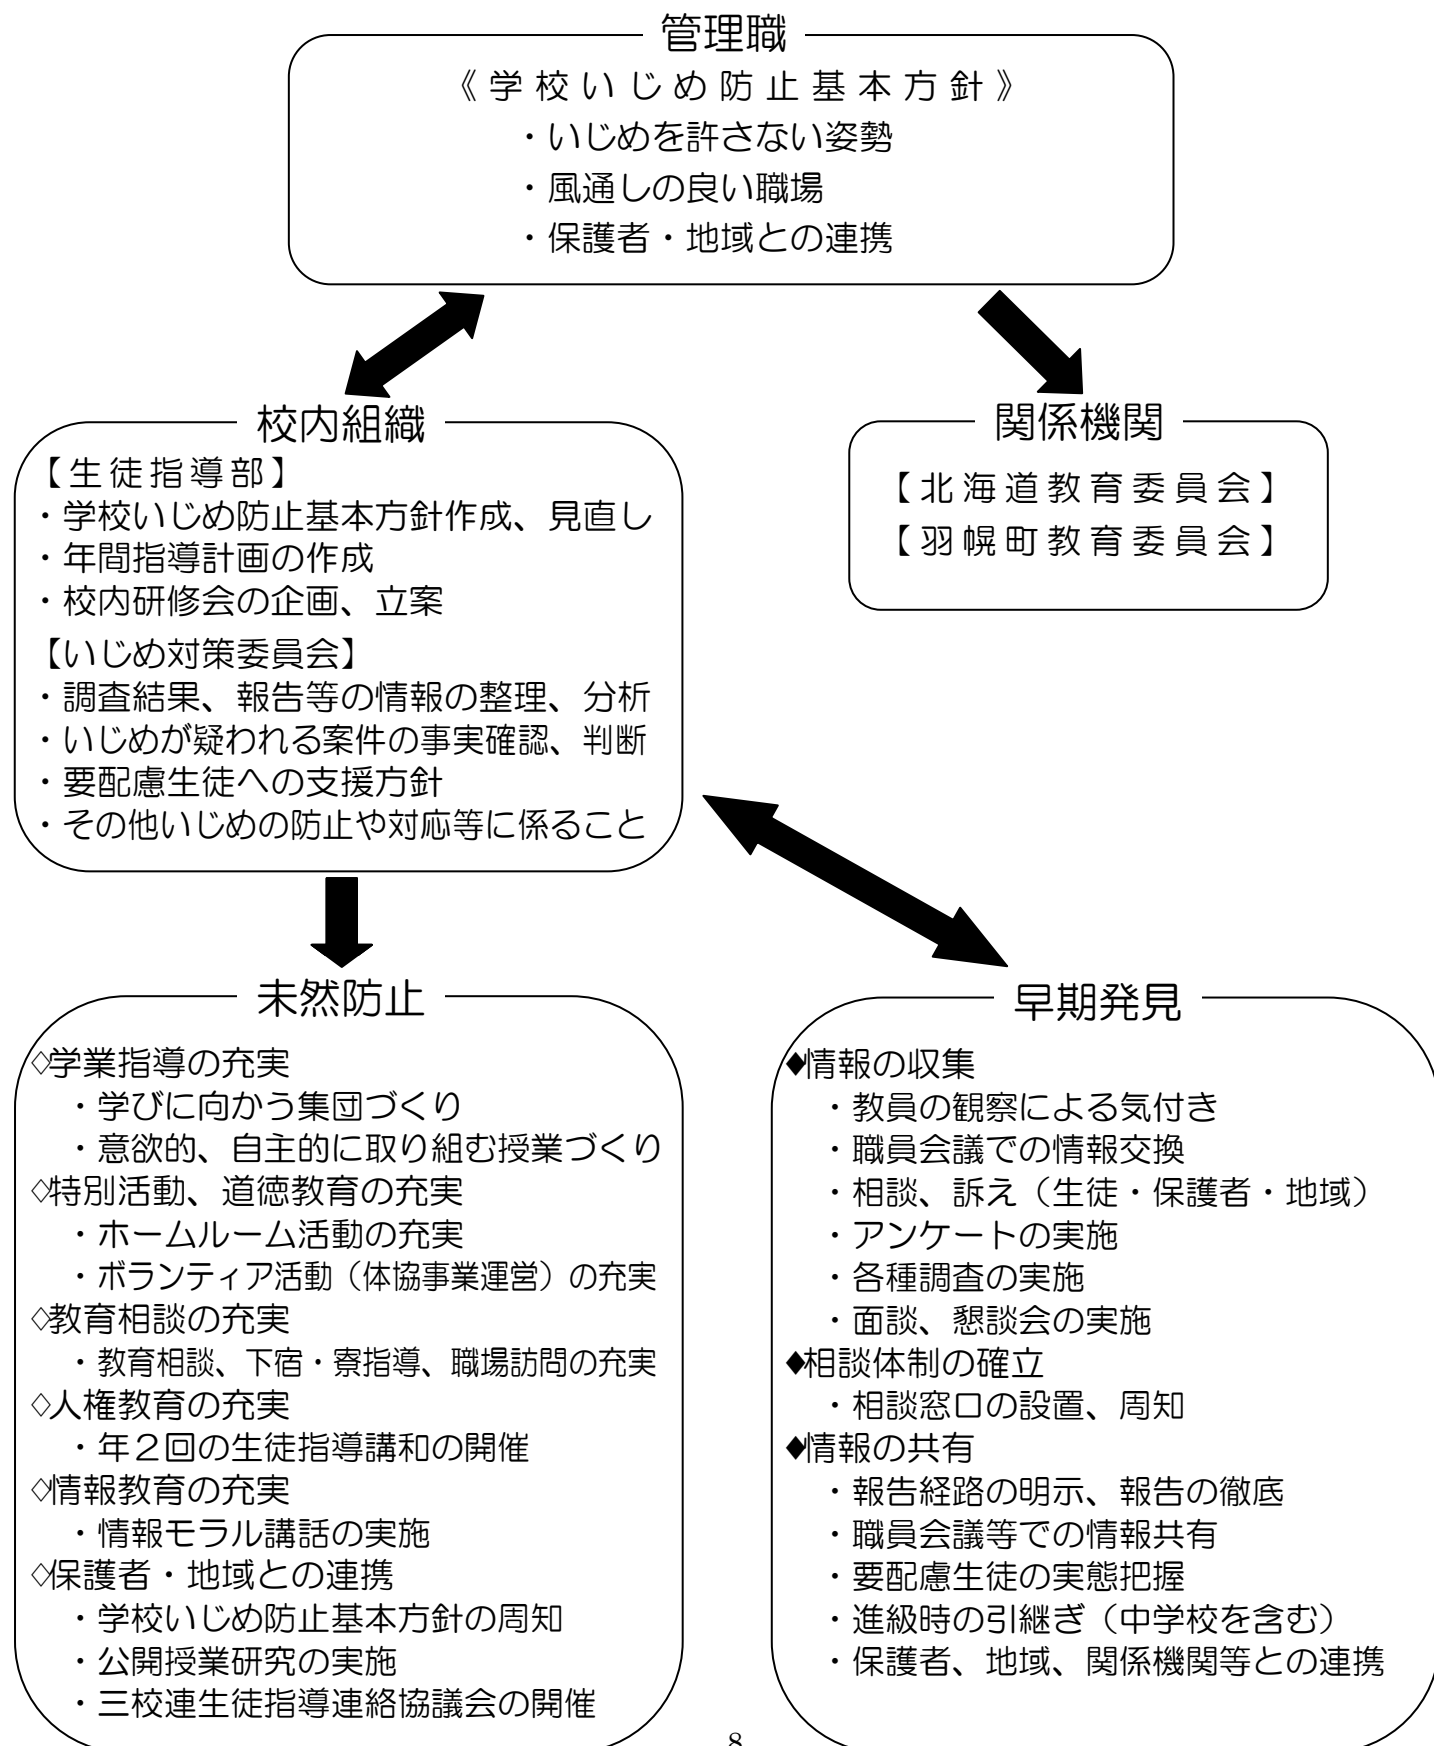 管理職
《学校いじめ防止基本方針》
・いじめを許さない姿勢
・風通しの良い職場
・保護者・地域との連携
校内組織
【生徒指導部】
・学校いじめ防止基本方針作成、見直し
・年間指導計画の作成
・校内研修会の企画、立案
【いじめ対策委員会】
・調査結果、報告等の情報の整理、分析
・いじめが疑われる案件の事実確認、判断
・要配慮生徒への支援方針
・その他いじめの防止や対応等に係ること
関係機関
【北海道教育委員会】
【羽幌町教育委員会】
未然防止
◇学業指導の充実
・学びに向かう集団づくり
・意欲的、自主的に取り組む授業づくり
◇特別活動、道徳教育の充実
・ホームルーム活動の充実
・ボランティア活動（体協事業運営）の充実
◇教育相談の充実
・教育相談、下宿・寮指導、職場訪問の充実
◇人権教育の充実
・年２回の生徒指導講和の開催
◇情報教育の充実
・情報モラル講話の実施
◇保護者・地域との連携
・学校いじめ防止基本方針の周知
・公開授業研究の実施
・三校連生徒指導連絡協議会の開催
早期発見
◆情報の収集
・教員の観察による気付き
・職員会議での情報交換
・相談、訴え（生徒・保護者・地域）
・アンケートの実施
・各種調査の実施
・面談、懇談会の実施
◆相談体制の確立
・相談窓口の設置、周知
◆情報の共有
・報告経路の明示、報告の徹底
・職員会議等での情報共有
・要配慮生徒の実態把握
・進級時の引継ぎ（中学校を含む）
・保護者、地域、関係機関等との連携
8